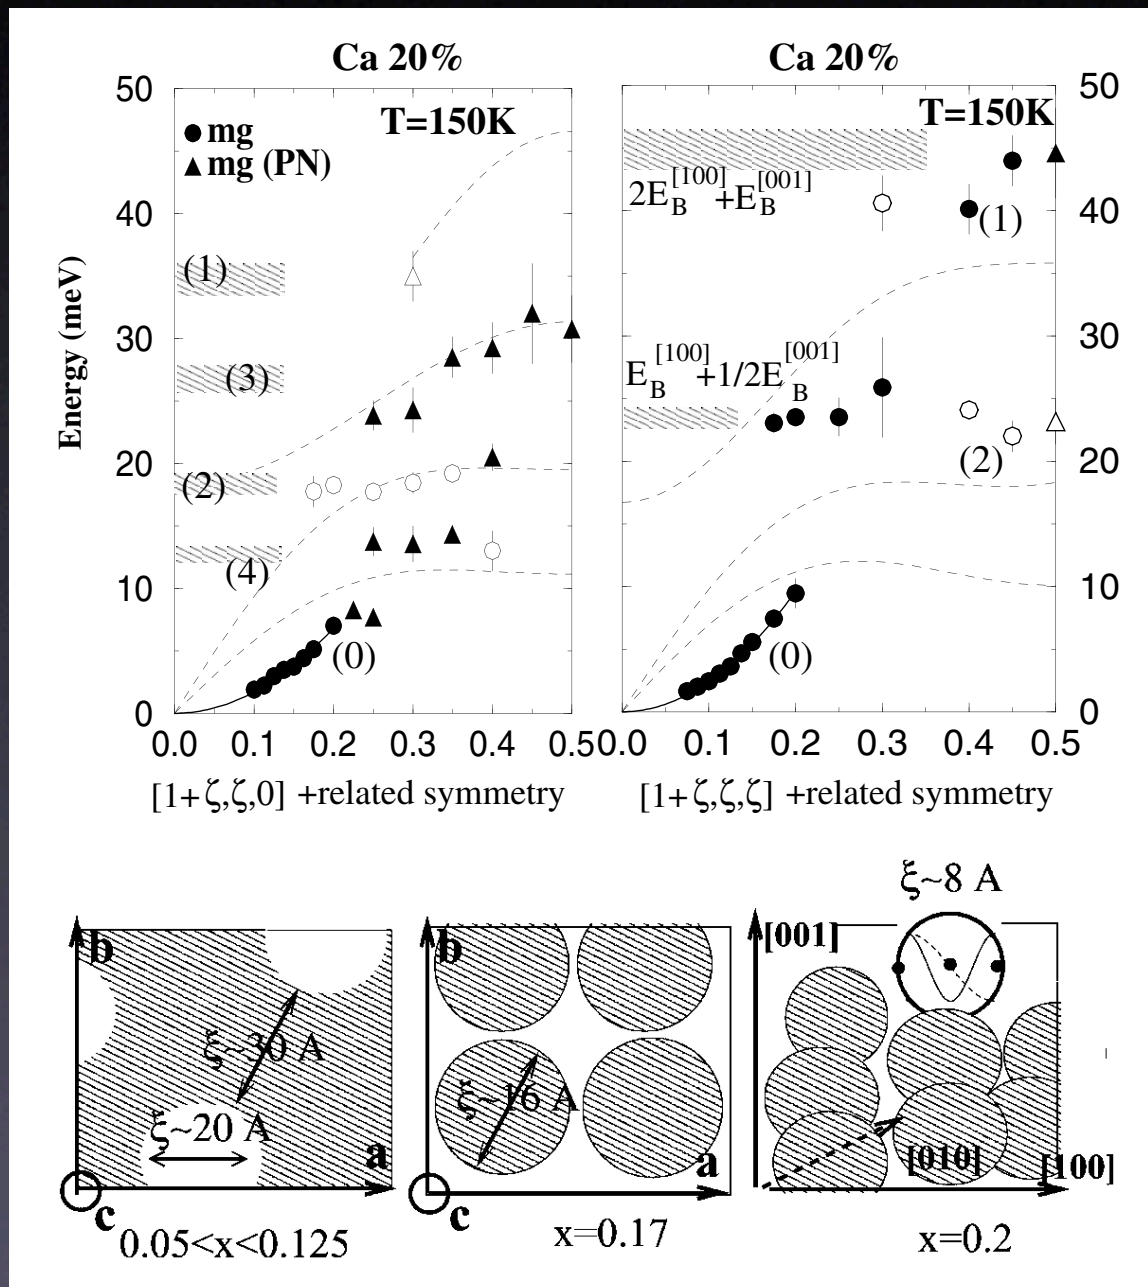 Ca 20%
T=150K
mg
mg (PN)
50
40
30
20
10
0
Energy (meV)
(1)
(3)
(2)
(4)
(0)
0.0 0.1 0.2 0.3 0.4 0.5
[1+ζ,ζ,0] +related symmetry
Ca 20%
T=150K
2E_B^[100]+E_B^[001]
(1)
E_B^[100]+1/2E_B^[001]
(2)
(0)
50
40
30
20
10
0
0.0 0.1 0.2 0.3 0.4 0.5
[1+ζ,ζ,ζ] +related symmetry
b
ξ~30 A
ξ~20 A
a
c
0.05<x<0.125
b
ξ~16 A
a
c
x=0.17
ξ~8 A
[001]
[010]
[100]
x=0.2